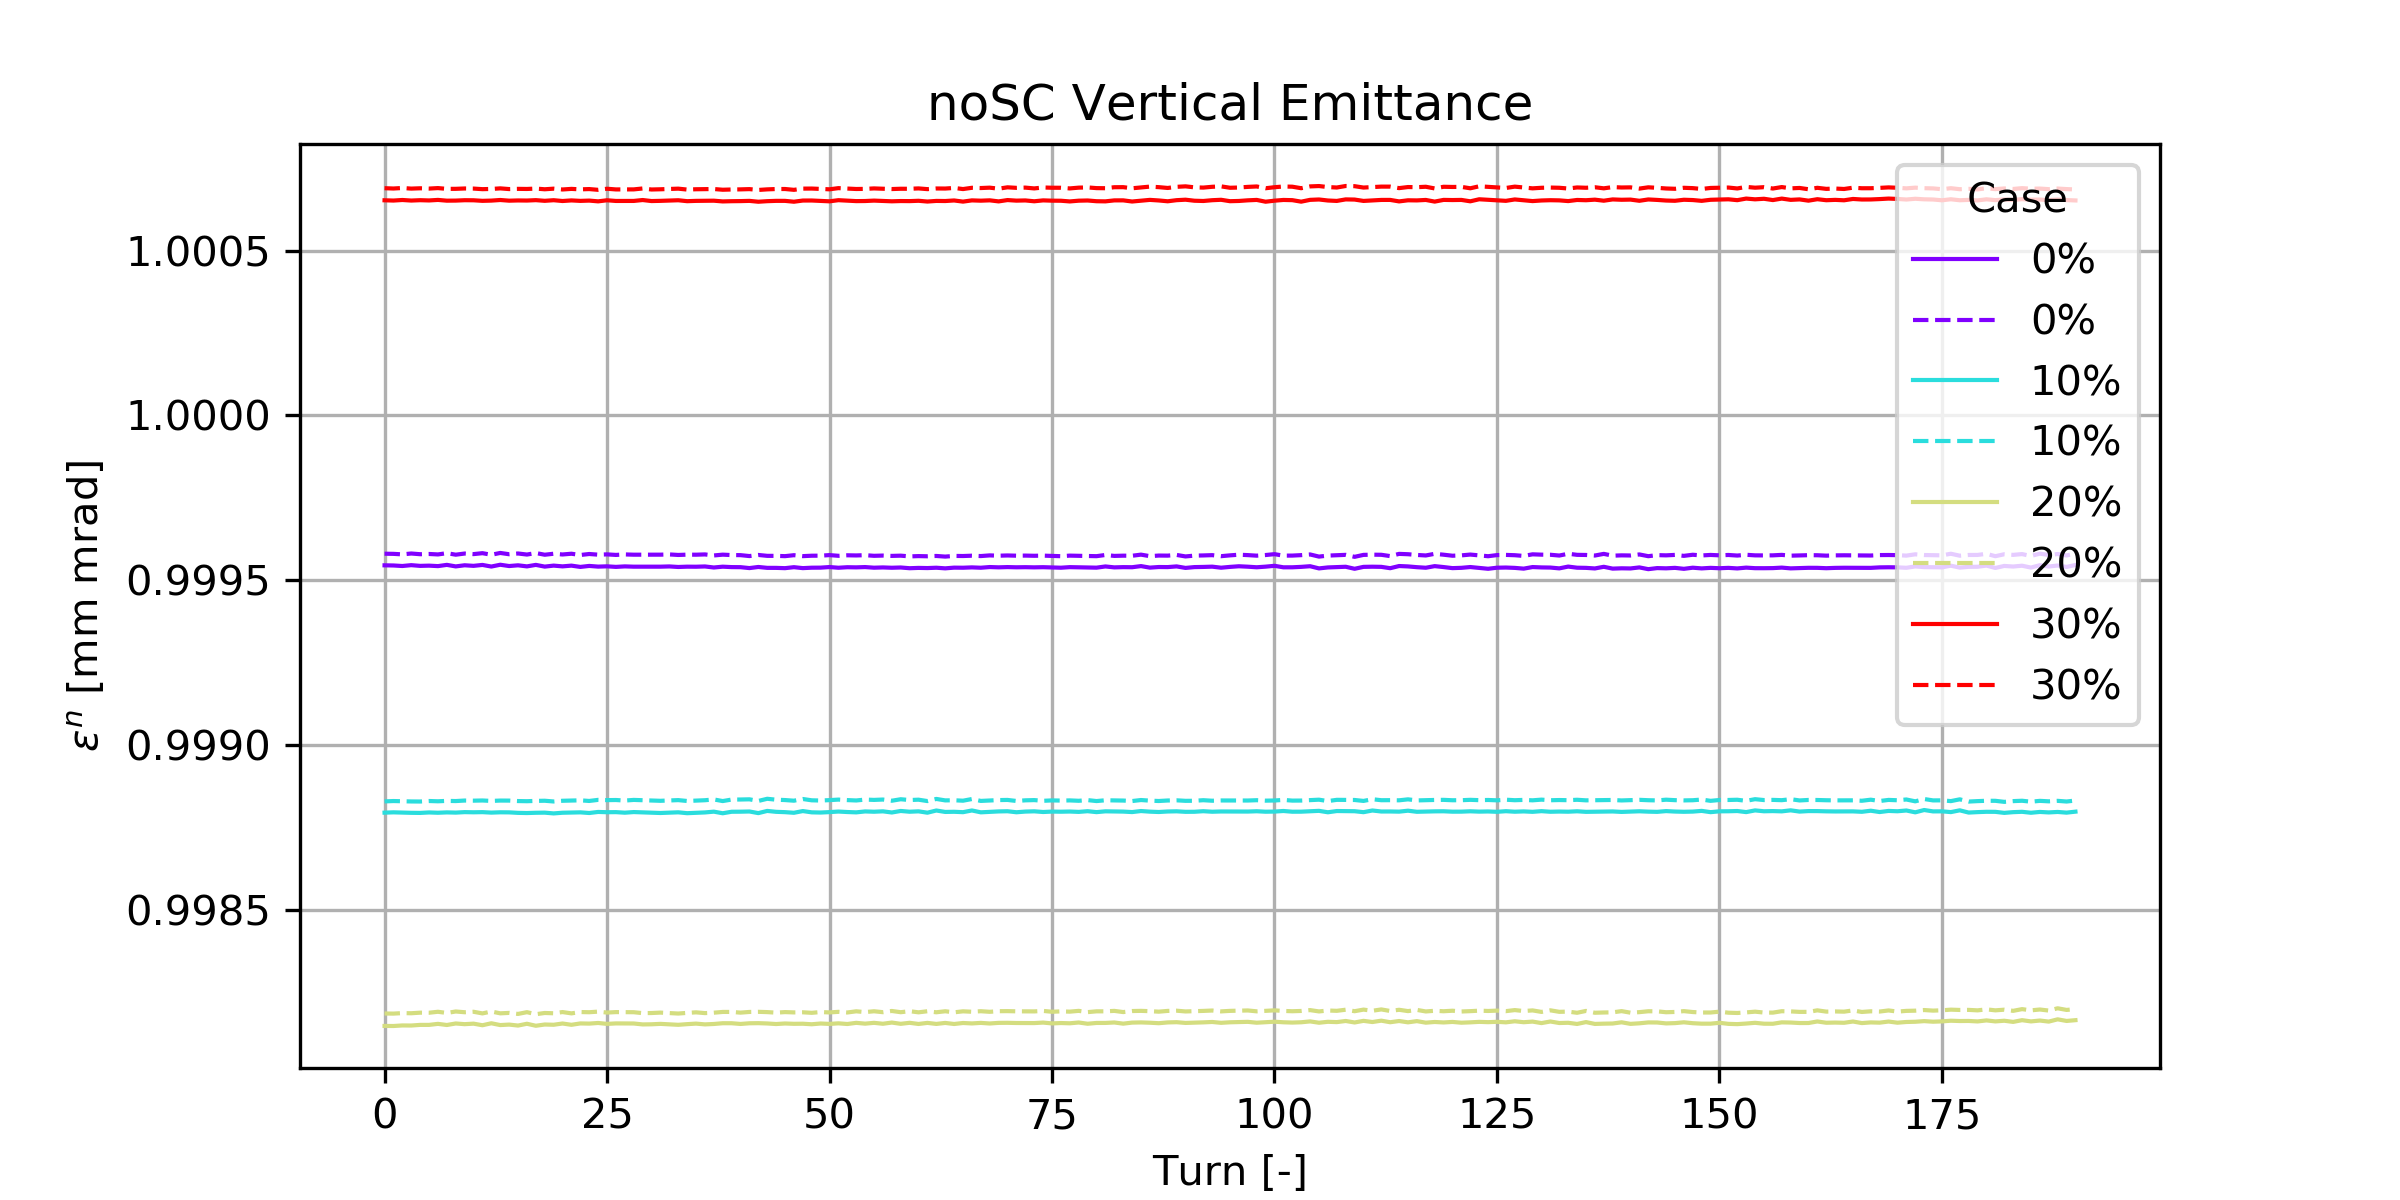 noSC Vertical Emittance
εⁿ [mm mrad]
1.0005
1.0000
0.9995
0.9990
0.9985
Case
0%
0%
10%
10%
20%
20%
30%
30%
0 25 50 75 100 125 150 175
Turn [-]